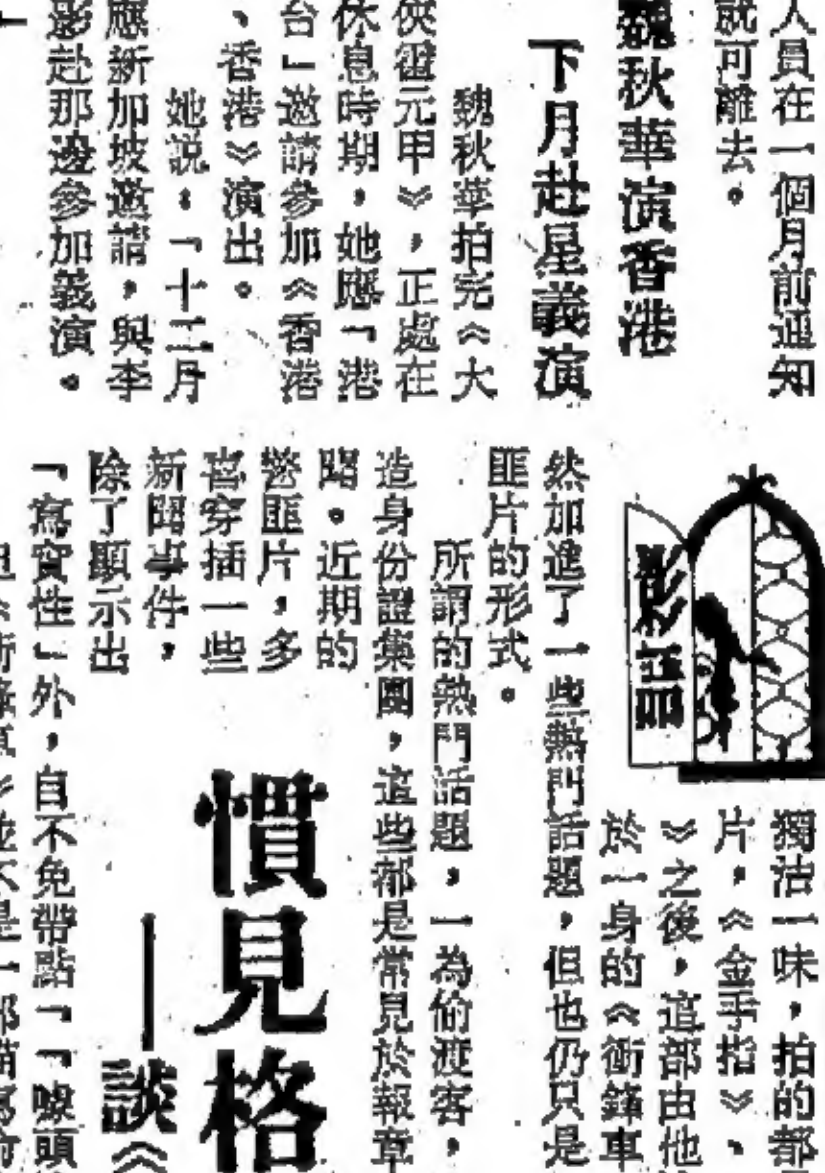 人員在一個月前通知
就可離去。
魏秋華演香港
下月赴星義演
魏秋華拍完《大
俠霍元甲》，正處在
休息時期，她應「港
台」邀請參加《香港
、香港》演出。
她說，「十二月
應新加坡邀請，與李
影赴那邊參加義演。
」
影話
獨沽一味，拍的都
片，《金手指》、
》之後，這部由他
於一身的《衝鋒車
然加進了一些熱門話題，但也仍只是
匪片的形式。
所謂的熱門話題，一為偷渡客，
造身份證集團，這些都是常見於報章
聞。近期的
警匪片，多
喜穿插一些
新聞事件，
除了顯示出
「寫實性」外，自不免帶點「「噱頭
慣見格
——談《
並不是一部描寫